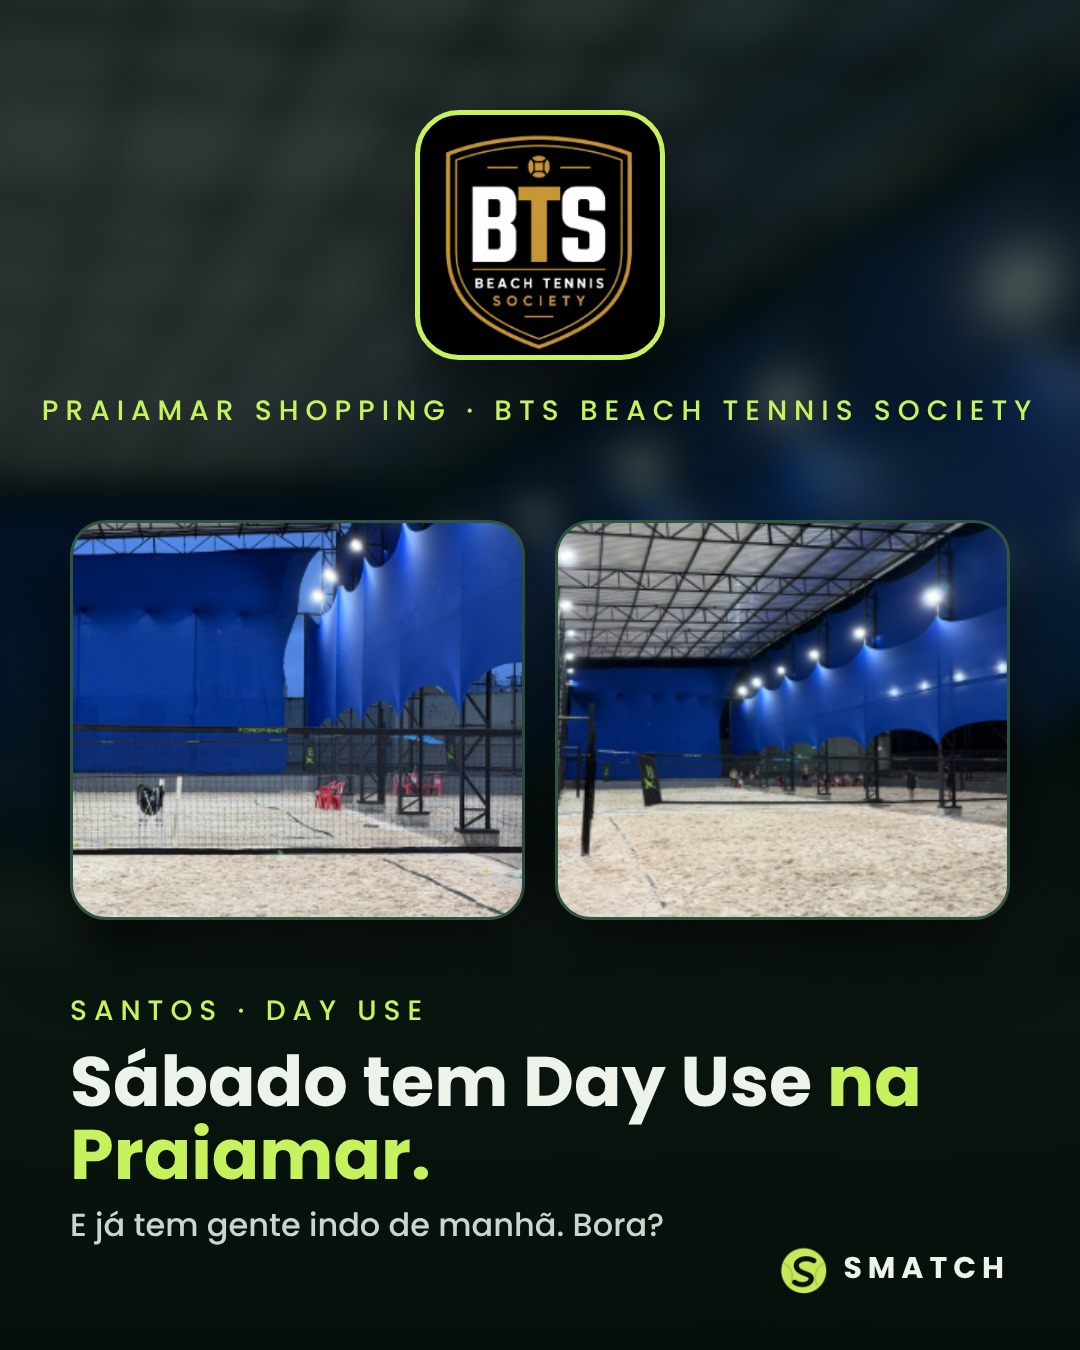 BTS
BEACH TENNIS
SOCIETY
PRAIAMAR SHOPPING · BTS BEACH TENNIS SOCIETY
SANTOS · DAY USE
Sábado tem Day Use na
Praiamar.
E já tem gente indo de manhã. Bora?
S SMATCH